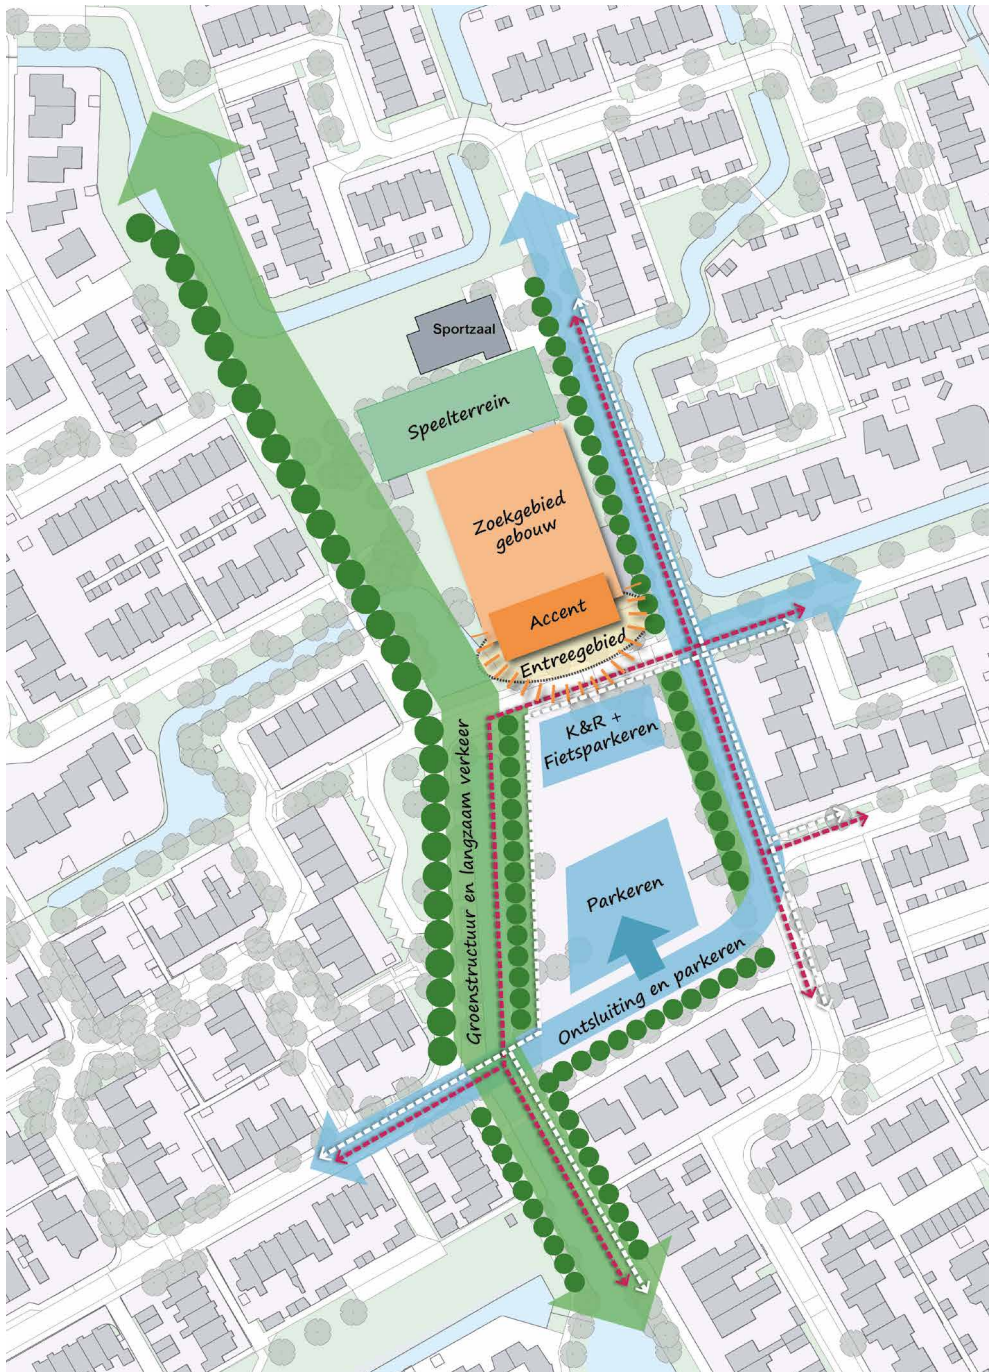 Sportzaal
Speelterrein
Zoekgebied
gebouw
Accent
Entreegebied
K&R +
Fietsparkeren
Groenstructuur en langzaam verkeer
Parkeren
Ontsluiting en parkeren